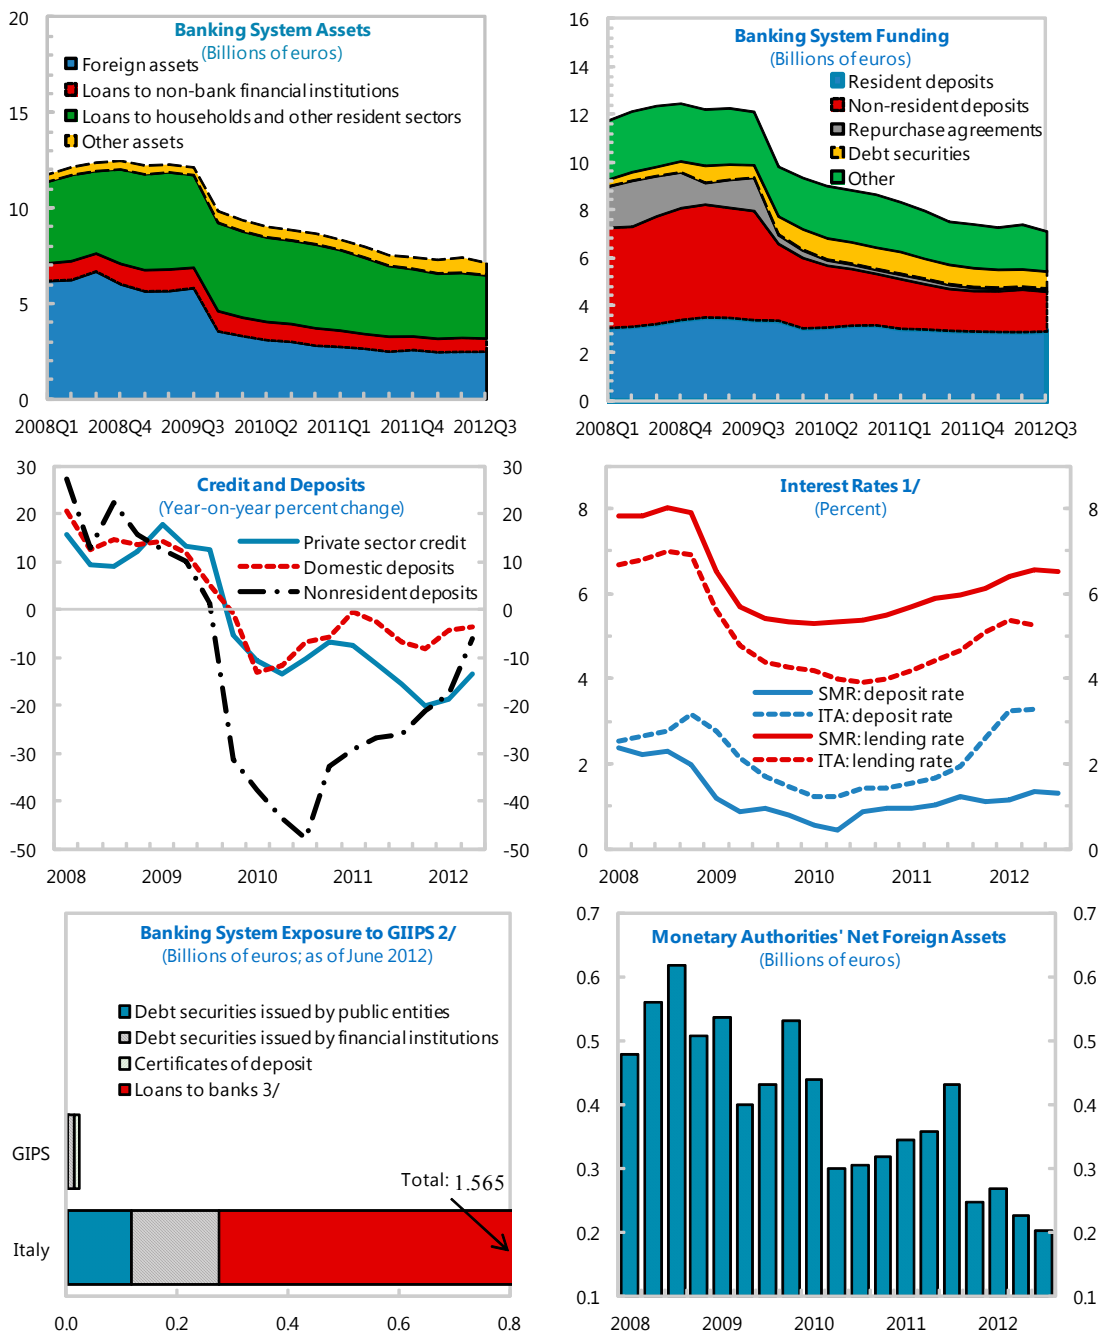 Banking System Assets
(Billions of euros)
Foreign assets
Loans to non-bank financial institutions
Loans to households and other resident sectors
Other assets
20
15
10
5
0
2008Q1 2008Q4 2009Q3 2010Q2 2011Q1 2011Q4 2012Q3
Banking System Funding
(Billions of euros)
Resident deposits
Non-resident deposits
Repurchase agreements
Debt securities
Other
16
14
12
10
8
6
4
2
0
2008Q1 2008Q4 2009Q3 2010Q2 2011Q1 2011Q4 2012Q3
Credit and Deposits
(Year-on-year percent change)
Private sector credit
Domestic deposits
Nonresident deposits
30 30
20 20
10 10
0 0
-10 -10
-20 -20
-30 -30
-40 -40
-50 -50
2008 2009 2010 2011 2012
Interest Rates 1/
(Percent)
8 8
6 6
4 4
2 2
0 0
SMR: deposit rate
ITA: deposit rate
SMR: lending rate
ITA: lending rate
2008 2009 2010 2011 2012
Banking System Exposure to GIIPS 2/
(Billions of euros; as of June 2012)
Debt securities issued by public entities
Debt securities issued by financial institutions
Certificates of deposit
Loans to banks 3/
GIPS
Total: 1.565
Italy
0.0 0.2 0.4 0.6 0.8
Monetary Authorities' Net Foreign Assets
(Billions of euros)
0.7 0.7
0.6 0.6
0.5 0.5
0.4 0.4
0.3 0.3
0.2 0.2
0.1 0.1
2008 2009 2010 2011 2012